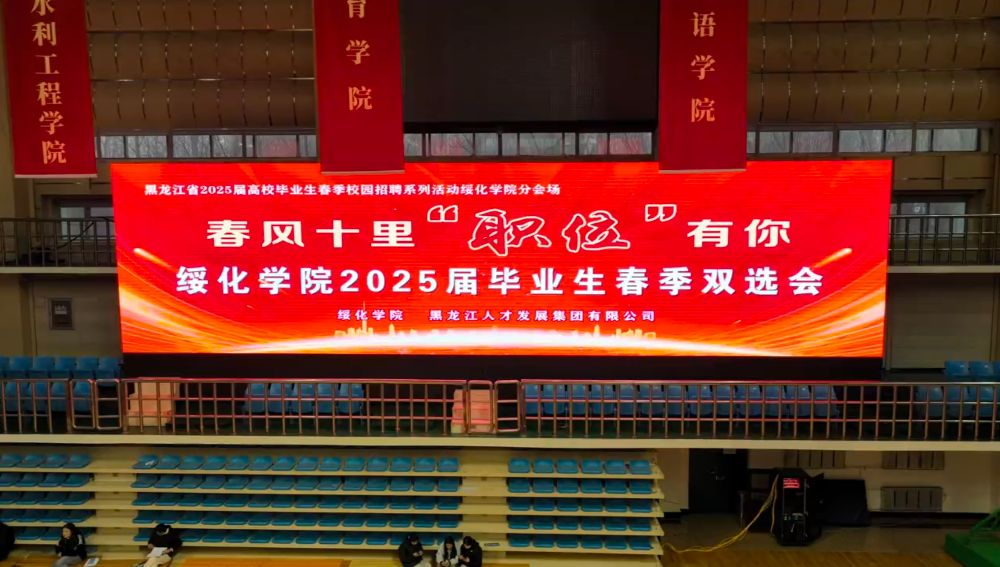 水利工程学院
育学院
语学院
黑龙江省2025届高校毕业生春季校园招聘系列活动绥化学院分会场
春风十里“职位”有你
绥化学院2025届毕业生春季双选会
绥化学院 黑龙江人才发展集团有限公司